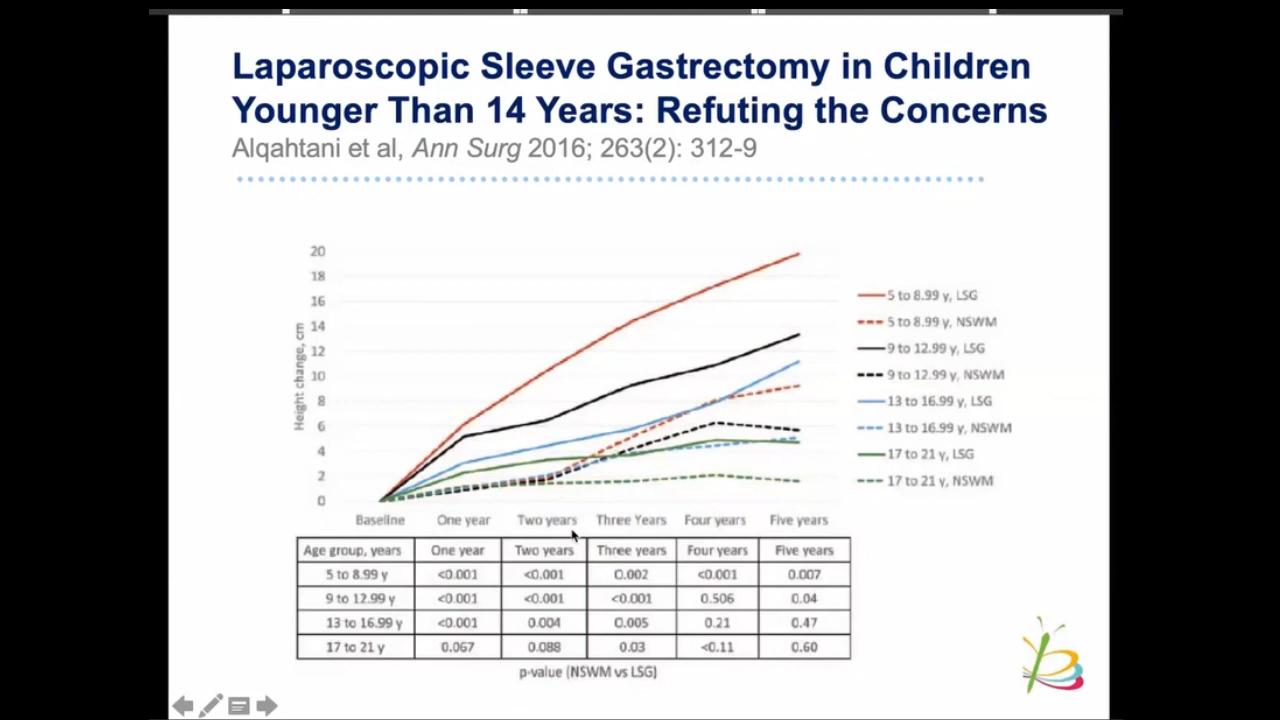 Laparoscopic Sleeve Gastrectomy in Children
Younger Than 14 Years: Refuting the Concerns
Alqahtani et al, Ann Surg 2016; 263(2): 312-9
Height change, cm
20
18
16
14
12
10
8
6
4
2
0
Baseline One year Two years Three Years Four years Five years
5 to 8.99 y, LSG
5 to 8.99 y, NSWM
9 to 12.99 y, LSG
9 to 12.99 y, NSWM
13 to 16.99 y, LSG
13 to 16.99 y, NSWM
17 to 21 y, LSG
17 to 21 y, NSWM
Age group, years One year Two years Three years Four years Five years
5 to 8.99 y <0.001 <0.001 0.002 <0.001 0.007
9 to 12.99 y <0.001 <0.001 <0.001 0.506 0.04
13 to 16.99 y <0.001 0.004 0.005 0.21 0.47
17 to 21 y 0.067 0.088 0.03 <0.11 0.60
p-value (NSWM vs LSG)